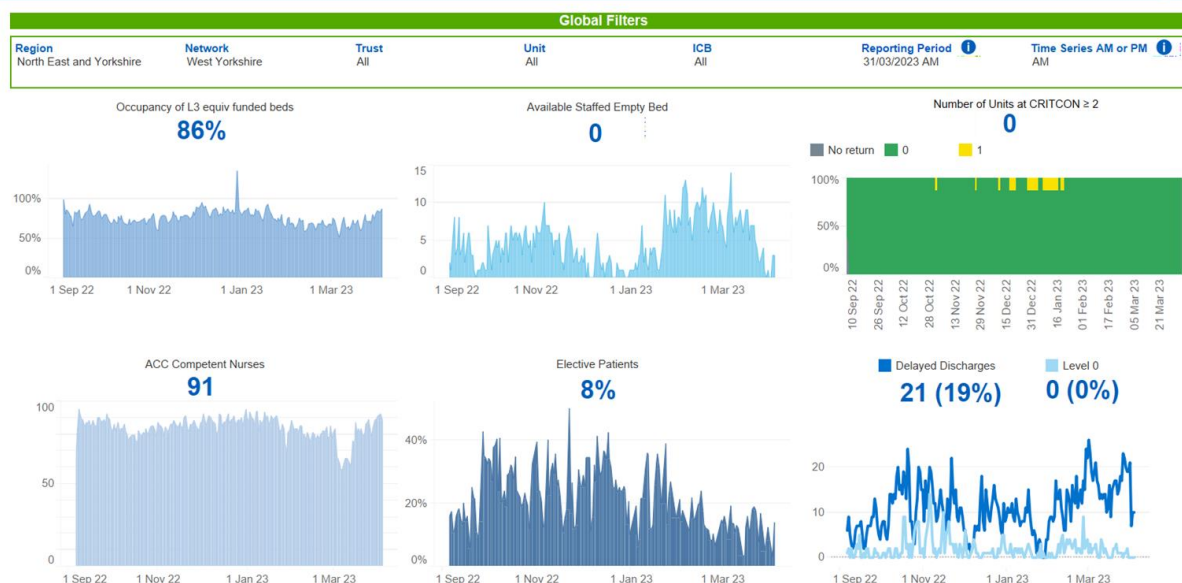 Global Filters
Region Network Trust Unit ICB Reporting Period i Time Series AM or PM i
North East and Yorkshire West Yorkshire All All All 31/03/2023 AM AM
Occupancy of L3 equiv funded beds
86%
100%
50%
0%
1 Sep 22 1 Nov 22 1 Jan 23 1 Mar 23
Available Staffed Empty Bed
0
15
10
5
0
1 Sep 22 1 Nov 22 1 Jan 23 1 Mar 23
Number of Units at CRITCON ≥ 2
0
No return 0 1
100%
50%
0%
10 Sep 22 26 Sep 22 12 Oct 22 28 Oct 22 13 Nov 22 29 Nov 22 15 Dec 22 31 Dec 22 16 Jan 23 01 Feb 23 17 Feb 23 05 Mar 23 21 Mar 23
ACC Competent Nurses
91
100
50
0
1 Sep 22 1 Nov 22 1 Jan 23 1 Mar 23
Elective Patients
8%
40%
20%
0%
1 Sep 22 1 Nov 22 1 Jan 23 1 Mar 23
Delayed Discharges Level 0
21 (19%) 0 (0%)
20
10
0
1 Sep 22 1 Nov 22 1 Jan 23 1 Mar 23